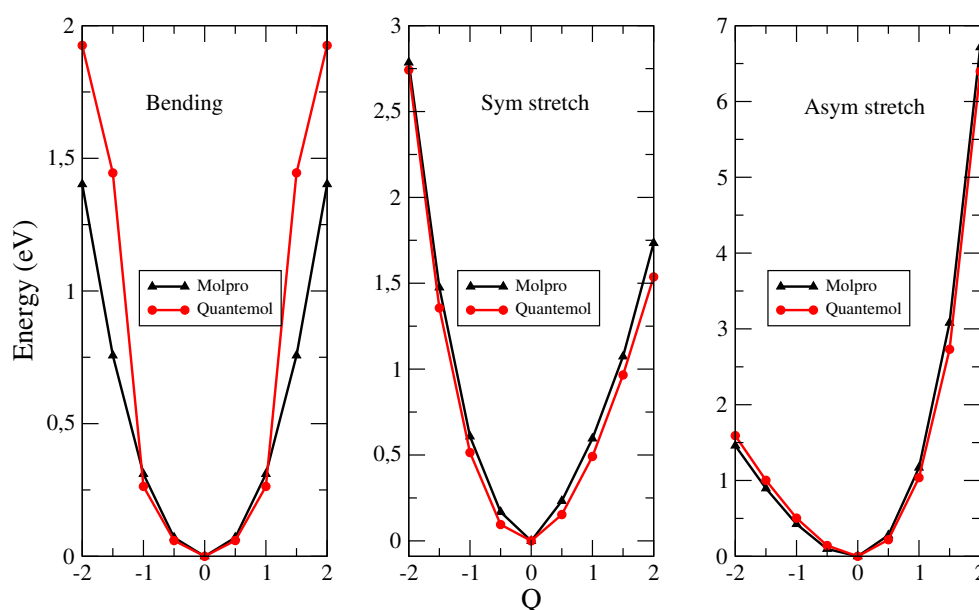 Energy (eV)
2
1,5
1
0,5
0
Bending
Molpro
Quantemol
-2 -1 0 1 2
3
2,5
2
1,5
1
0,5
0
Sym stretch
Molpro
Quantemol
-2 -1 0 1 2
Q
7
6
5
4
3
2
1
0
Asym stretch
Molpro
Quantemol
-2 -1 0 1 2